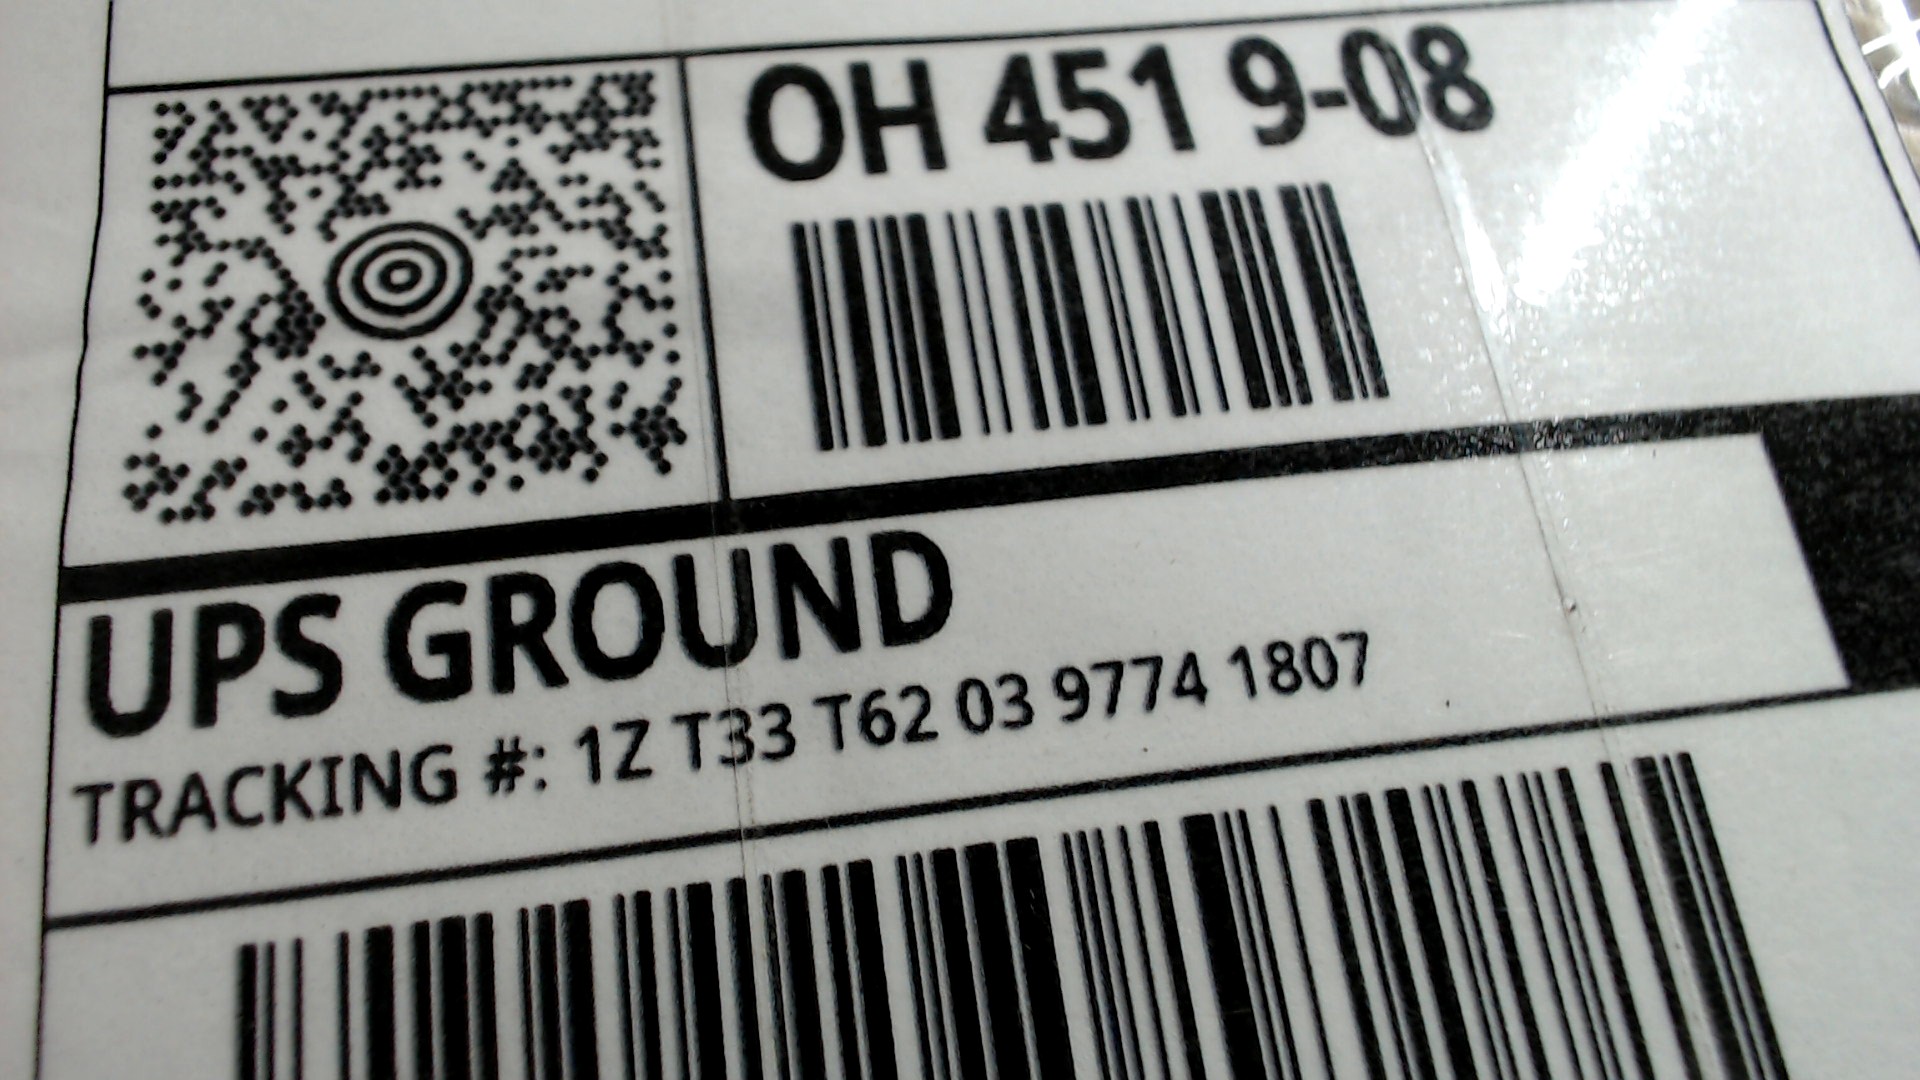 OH 451 9-08
UPS GROUND
TRACKING #: 1Z T33 T62 03 9774 1807